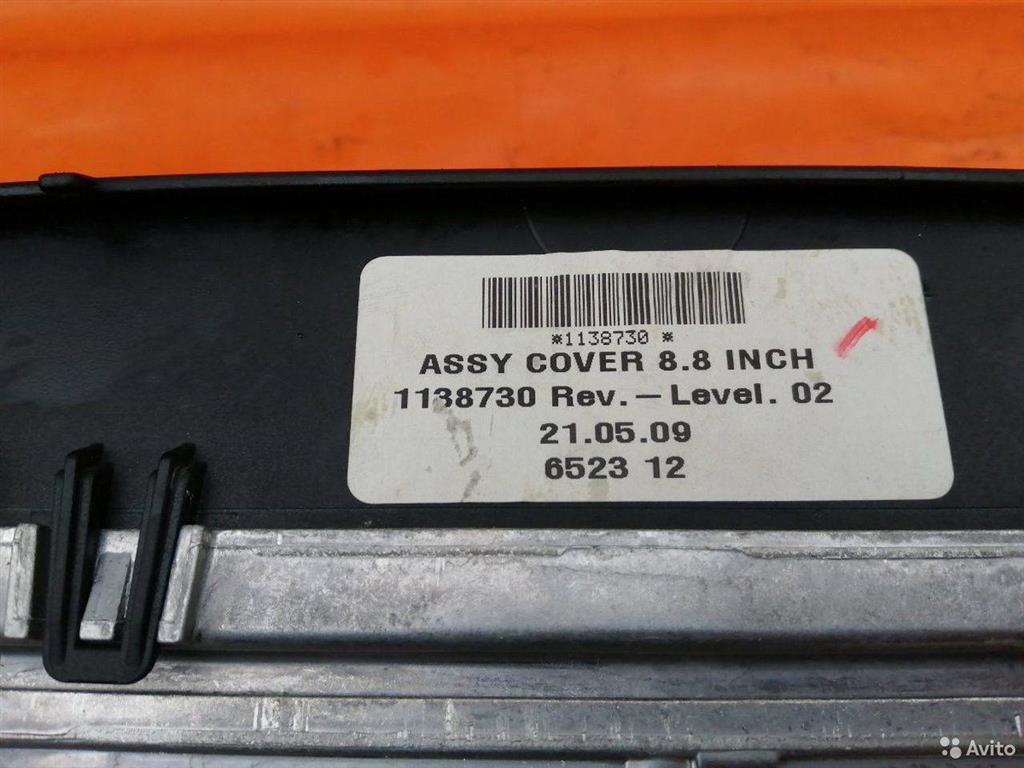 *1138730 *
ASSY COVER 8.8 INCH
1138730 Rev. – Level. 02
21.05.09
6523 12
Avito